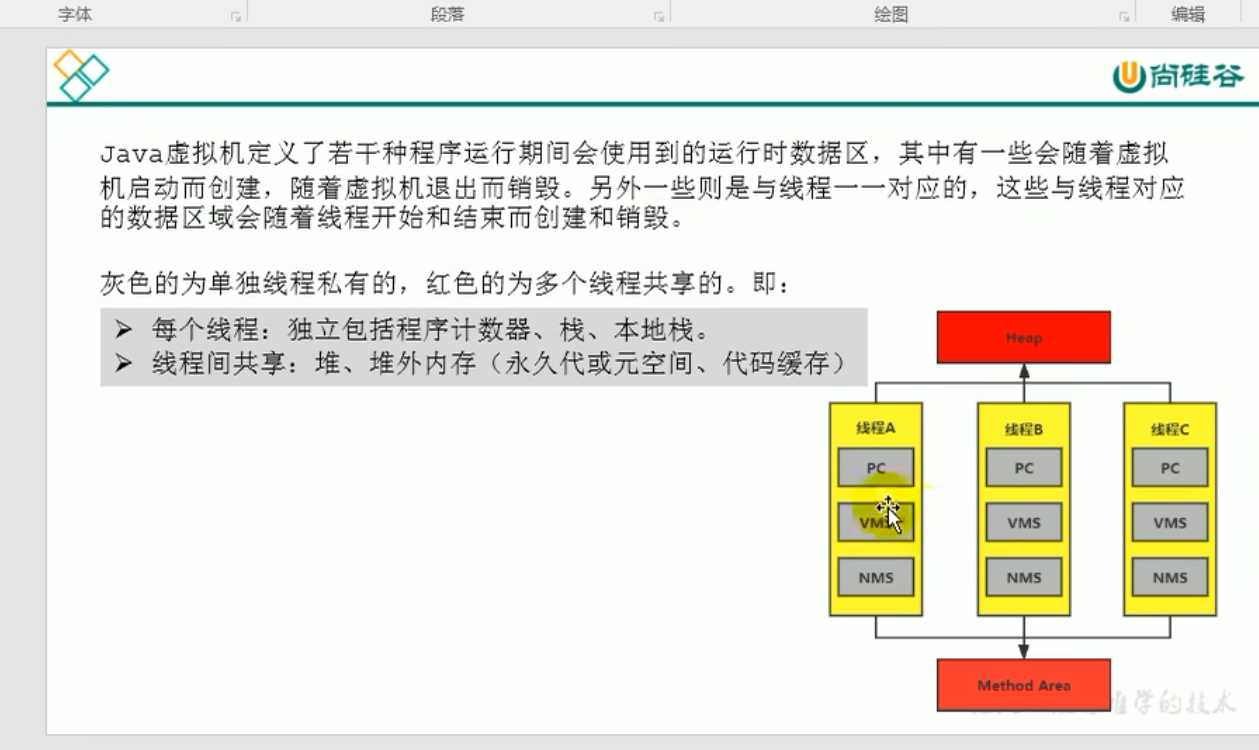 字体
段落
绘图
编辑
尚硅谷
Java虚拟机定义了若干种程序运行期间会使用到的运行时数据区，其中有一些会随着虚拟
机启动而创建，随着虚拟机退出而销毁。另外一些则是与线程一一对应的，这些与线程对应
的数据区域会随着线程开始和结束而创建和销毁。
灰色的为单独线程私有的，红色的为多个线程共享的。即：
➢ 每个线程：独立包括程序计数器、栈、本地栈。
➢ 线程间共享：堆、堆外内存（永久代或元空间、代码缓存）
Heap
线程A
PC
VMS
NMS
线程B
PC
VMS
NMS
线程C
PC
VMS
NMS
Method Area
学的技术